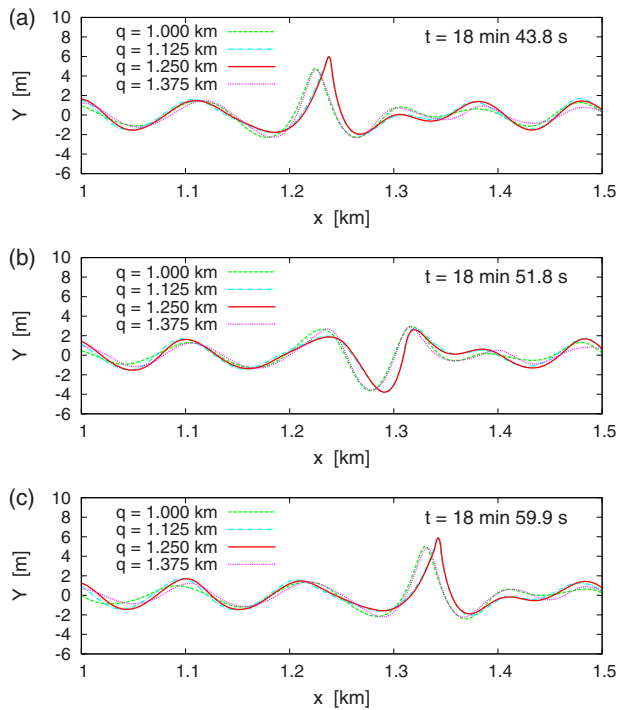 (a)
q = 1.000 km
q = 1.125 km
q = 1.250 km
q = 1.375 km
t = 18 min 43.8 s
Y [m]
10
8
6
4
2
0
-2
-4
-6
1
1.1
1.2
1.3
1.4
1.5
x [km]
(b)
q = 1.000 km
q = 1.125 km
q = 1.250 km
q = 1.375 km
t = 18 min 51.8 s
Y [m]
10
8
6
4
2
0
-2
-4
-6
1
1.1
1.2
1.3
1.4
1.5
x [km]
(c)
q = 1.000 km
q = 1.125 km
q = 1.250 km
q = 1.375 km
t = 18 min 59.9 s
Y [m]
10
8
6
4
2
0
-2
-4
-6
1
1.1
1.2
1.3
1.4
1.5
x [km]